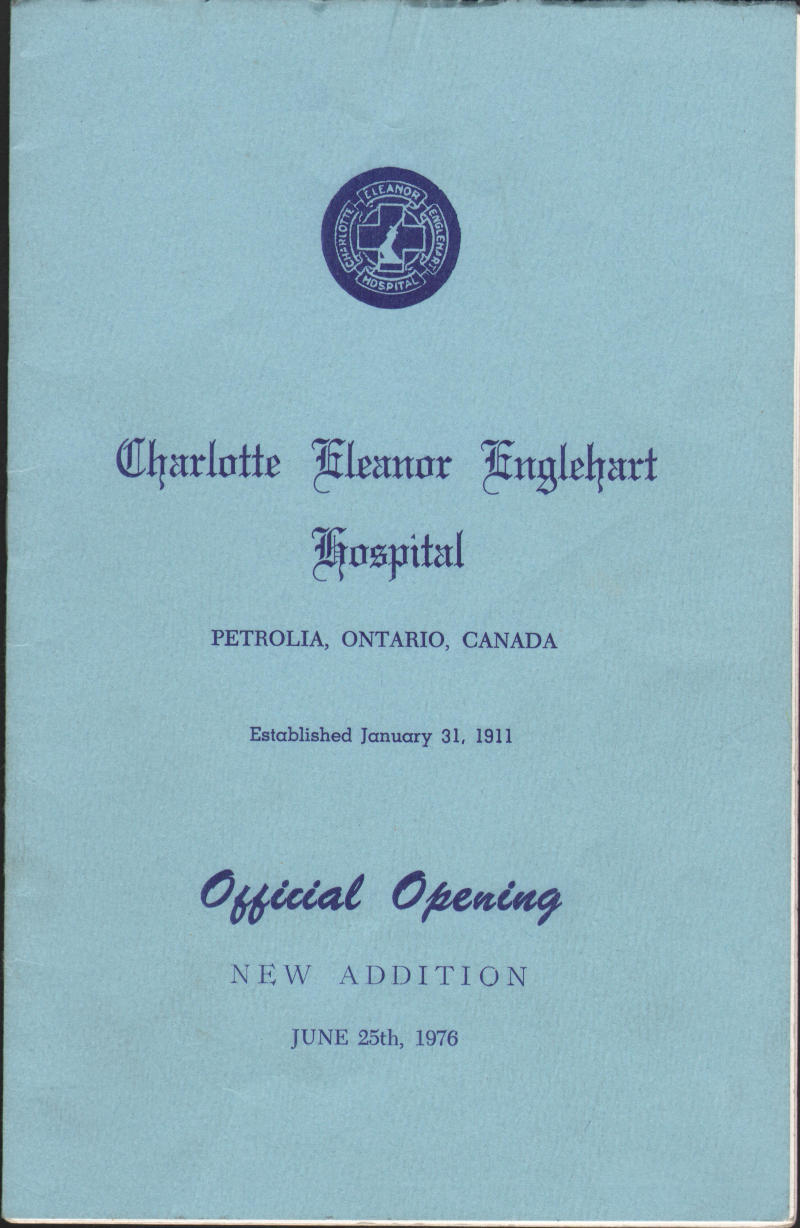 ELEANOR
CHARLOTTE
ENGLEHART
HOSPITAL
Charlotte Eleanor Englehart
Hospital
PETROLIA, ONTARIO, CANADA
Established January 31, 1911
Official Opening
NEW ADDITION
JUNE 25th, 1976